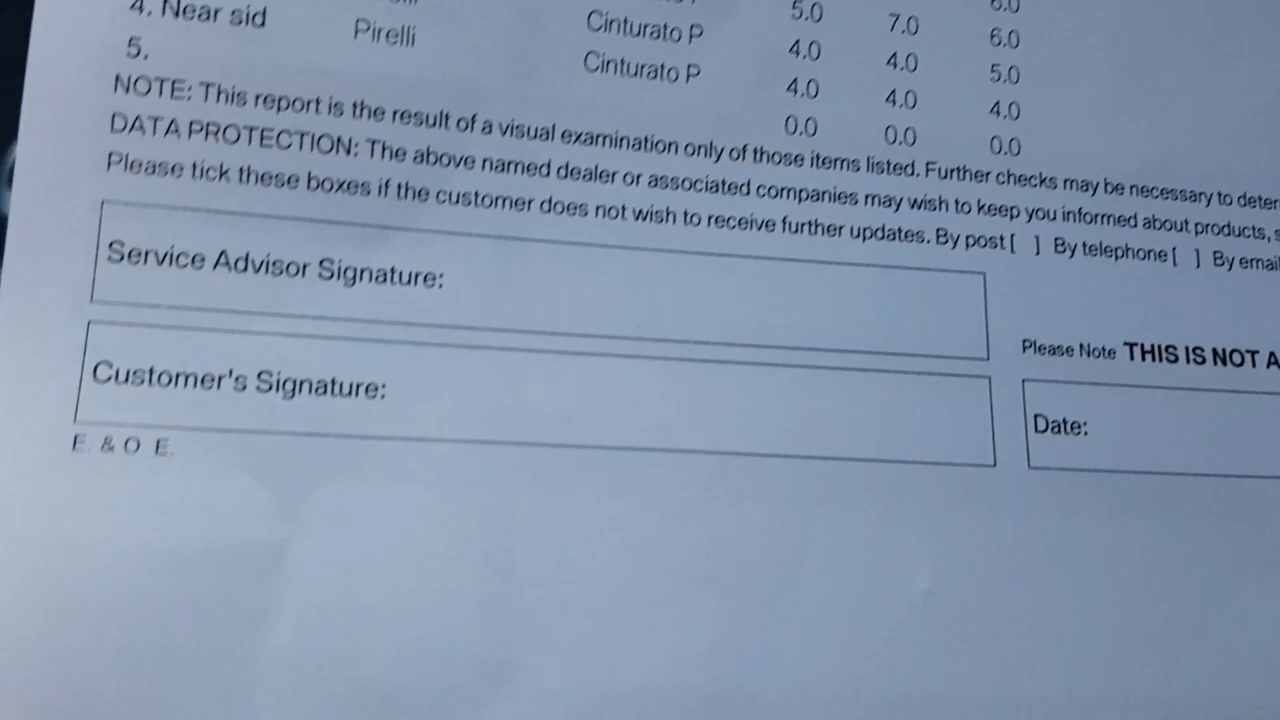 6.0
5.0 7.0 6.0
4. Near sid Pirelli Cinturato P 4.0 4.0 5.0
5. Cinturato P 4.0 4.0 4.0
0.0 0.0 0.0
NOTE: This report is the result of a visual examination only of those items listed. Further checks may be necessary to deter
DATA PROTECTION: The above named dealer or associated companies may wish to keep you informed about products, s
Please tick these boxes if the customer does not wish to receive further updates. By post [ ] By telephone [ ] By email
Service Advisor Signature:
Please Note THIS IS NOT A
Customer's Signature:
Date:
E. & O. E.